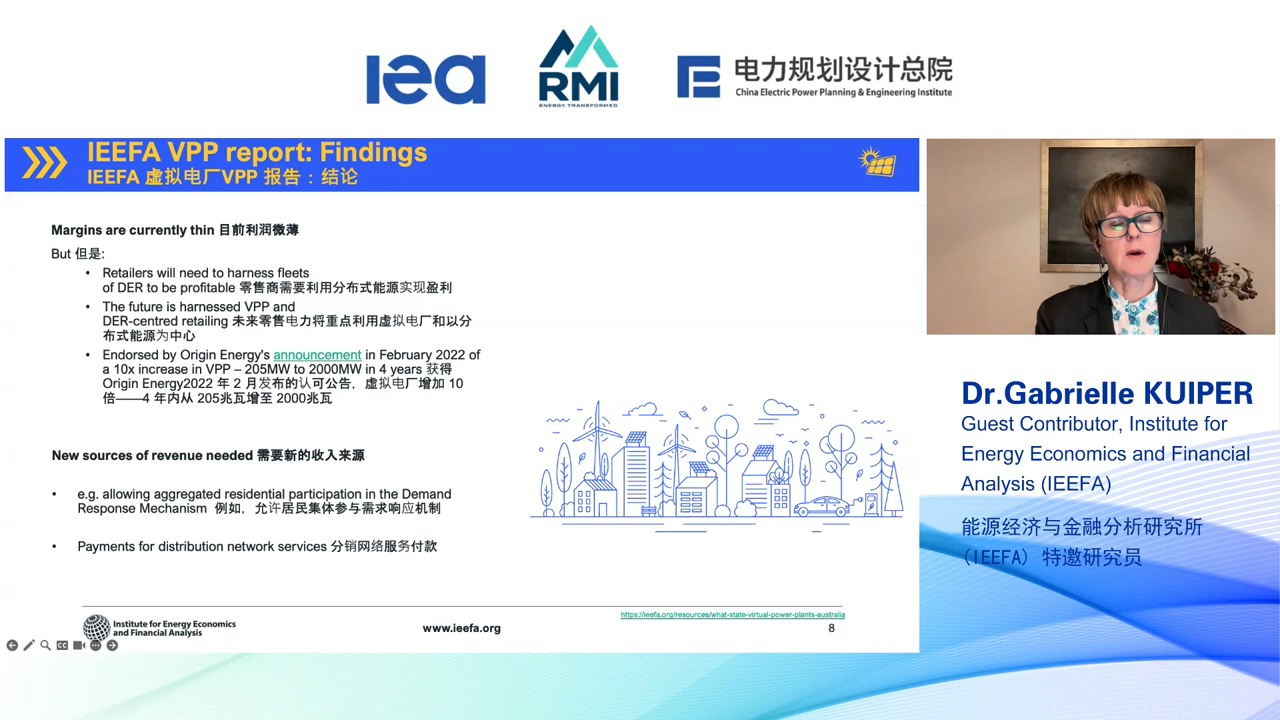 iea
RMI
ENERGY TRANSFORMED
电力规划设计总院
China Electric Power Planning & Engineering Institute
IEEFA VPP report: Findings
IEEFA 虚拟电厂VPP 报告：结论
Margins are currently thin 目前利润微薄
But 但是:
• Retailers will need to harness fleets
of DER to be profitable 零售商需要利用分布式能源实现盈利
• The future is harnessed VPP and
DER-centred retailing 未来零售电力将重点利用虚拟电厂和以分
布式能源为中心
• Endorsed by Origin Energy's announcement in February 2022 of
a 10x increase in VPP – 205MW to 2000MW in 4 years 获得
Origin Energy2022 年 2 月发布的认可公告，虚拟电厂增加 10
倍——4 年内从 205兆瓦增至 2000兆瓦
New sources of revenue needed 需要新的收入来源
• e.g. allowing aggregated residential participation in the Demand
Response Mechanism 例如，允许居民集体参与需求响应机制
• Payments for distribution network services 分销网络服务付款
https://ieefa.org/resources/what-state-virtual-power-plants-australia
Institute for Energy Economics
and Financial Analysis
www.ieefa.org
8
Dr.Gabrielle KUIPER
Guest Contributor, Institute for
Energy Economics and Financial
Analysis (IEEFA)
能源经济与金融分析研究所
（IEEFA）特邀研究员